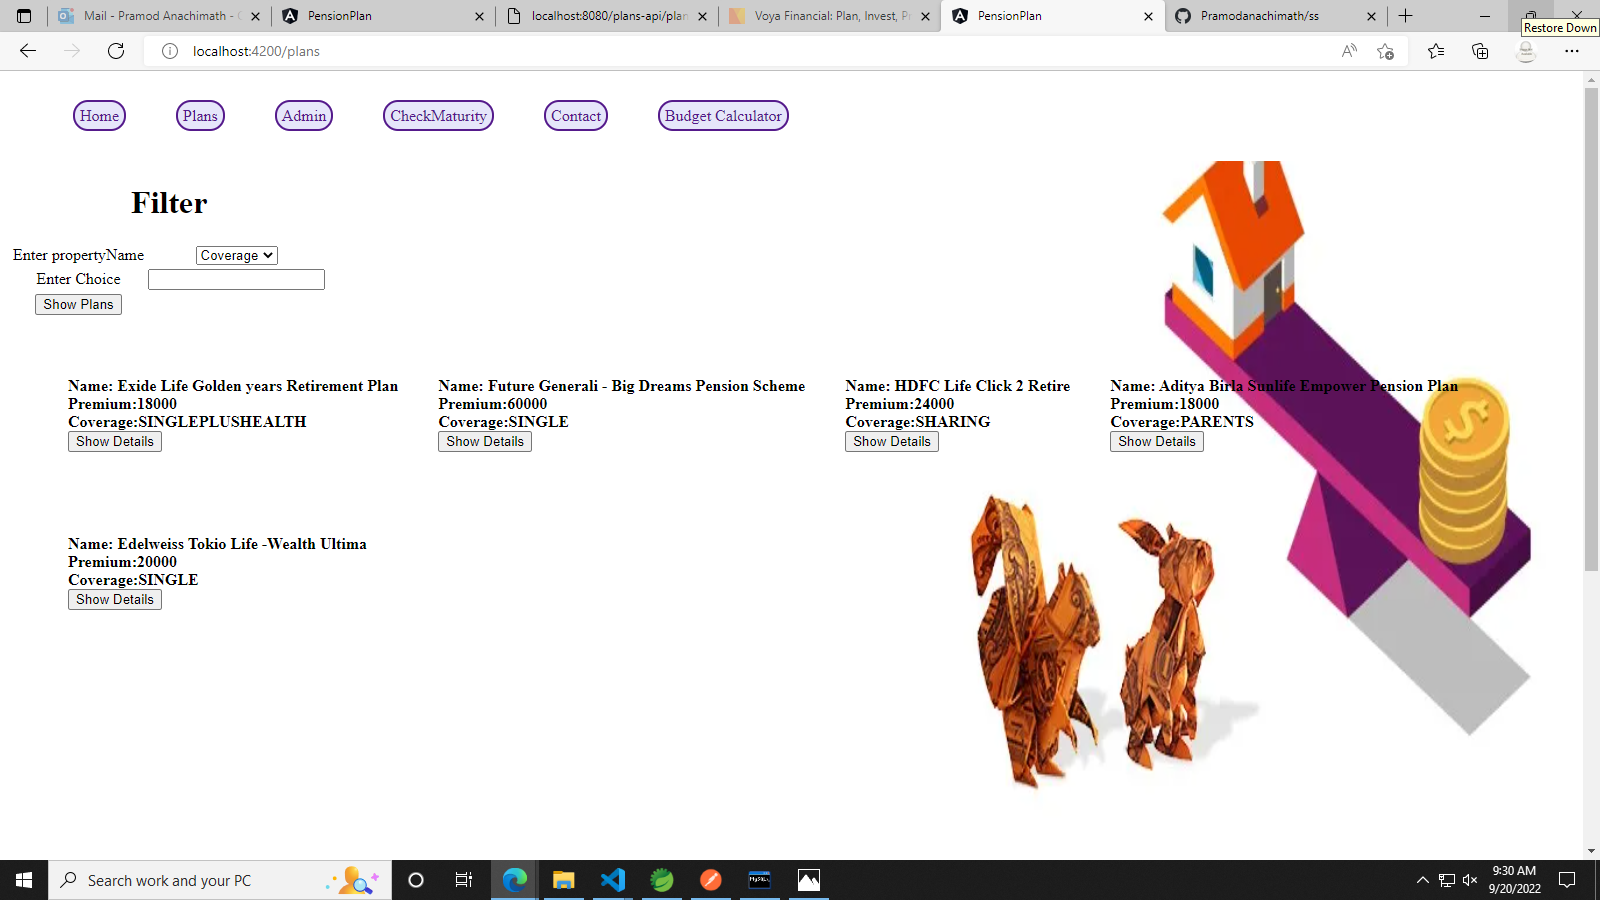 Mail - Pramod Anachimath - 
PensionPlan
localhost:8080/plans-api/plan
Voya Financial: Plan, Invest, Pr
PensionPlan
Pramodanachimath/ss
Restore Down
localhost:4200/plans
Home
Plans
Admin
CheckMaturity
Contact
Budget Calculator
Filter
Enter propertyName
Coverage
Enter Choice
Show Plans
Name: Exide Life Golden years Retirement Plan
Premium:18000
Coverage:SINGLEPLUSHEALTH
Show Details
Name: Future Generali - Big Dreams Pension Scheme
Premium:60000
Coverage:SINGLE
Show Details
Name: HDFC Life Click 2 Retire
Premium:24000
Coverage:SHARING
Show Details
Name: Aditya Birla Sunlife Empower Pension Plan
Premium:18000
Coverage:PARENTS
Show Details
Name: Edelweiss Tokio Life -Wealth Ultima
Premium:20000
Coverage:SINGLE
Show Details
Search work and your PC
MySQL
9:30 AM
9/20/2022